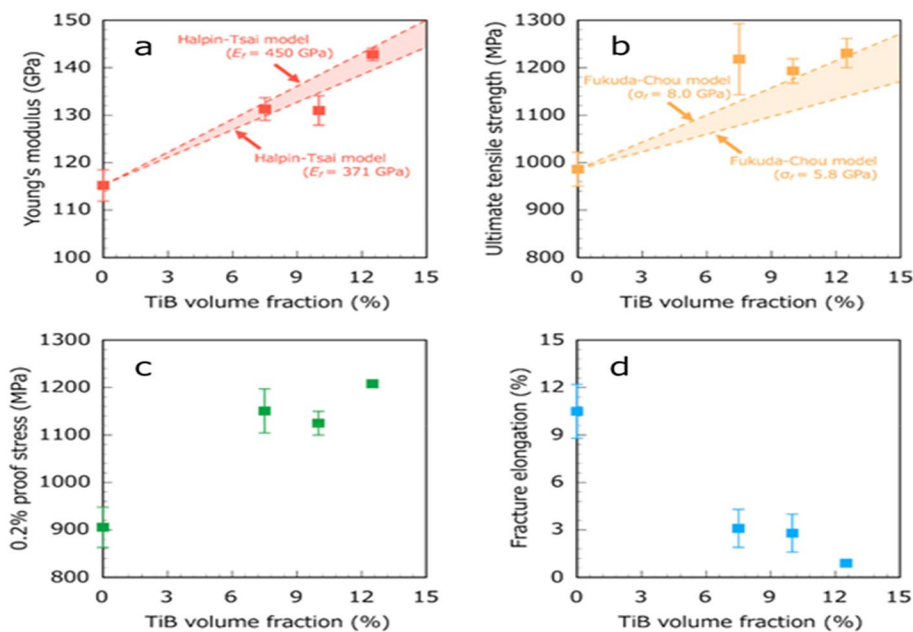 a
Young's modulus (GPa)
150
140
130
120
110
100
Halpin-Tsai model
(Ef = 450 GPa)
Halpin-Tsai model
(Ef = 371 GPa)
0 3 6 9 12 15
TiB volume fraction (%)
b
Ultimate tensile strength (MPa)
1300
1200
1100
1000
900
800
Fukuda-Chou model
(σf = 8.0 GPa)
Fukuda-Chou model
(σf = 5.8 GPa)
0 3 6 9 12 15
TiB volume fraction (%)
c
0.2% proof stress (MPa)
1300
1200
1100
1000
900
800
0 3 6 9 12 15
TiB volume fraction (%)
d
Fracture elongation (%)
15
12
9
6
3
0
0 3 6 9 12 15
TiB volume fraction (%)